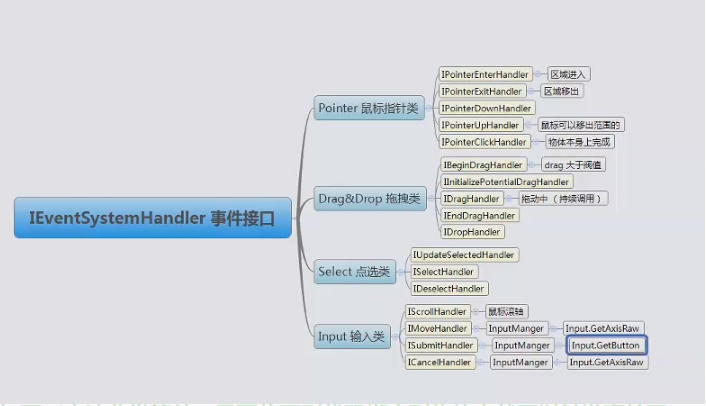 IEventSystemHandler 事件接口
Pointer 鼠标指针类
IPointerEnterHandler 区域进入
IPointerExitHandler 区域移出
IPointerDownHandler
IPointerUpHandler 鼠标可以移出范围的
IPointerClickHandler 物体本身上完成
Drag&Drop 拖拽类
IBeginDragHandler drag 大于阀值
IInitializePotentialDragHandler
IDragHandler 拖动中（持续调用）
IEndDragHandler
IDropHandler
Select 点选类
IUpdateSelectedHandler
ISelectHandler
IDeselectHandler
Input 输入类
IScrollHandler 鼠标滚轴
IMoveHandler InputManger Input.GetAxisRaw
ISubmitHandler InputManger Input.GetButton
ICancelHandler InputManger Input.GetAxisRaw